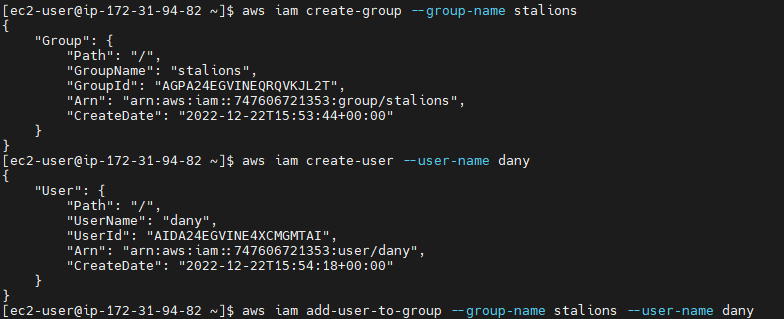 [ec2-user@ip-172-31-94-82 ~]$ aws iam create-group --group-name stalions
{
    "Group": {
        "Path": "/",
        "GroupName": "stalions",
        "GroupId": "AGPA24EGVINEQRQVKJL2T",
        "Arn": "arn:aws:iam::747606721353:group/stalions",
        "CreateDate": "2022-12-22T15:53:44+00:00"
    }
}
[ec2-user@ip-172-31-94-82 ~]$ aws iam create-user --user-name dany
{
    "User": {
        "Path": "/",
        "UserName": "dany",
        "UserId": "AIDA24EGVINE4XCMGMTAI",
        "Arn": "arn:aws:iam::747606721353:user/dany",
        "CreateDate": "2022-12-22T15:54:18+00:00"
    }
}
[ec2-user@ip-172-31-94-82 ~]$ aws iam add-user-to-group --group-name stalions --user-name dany